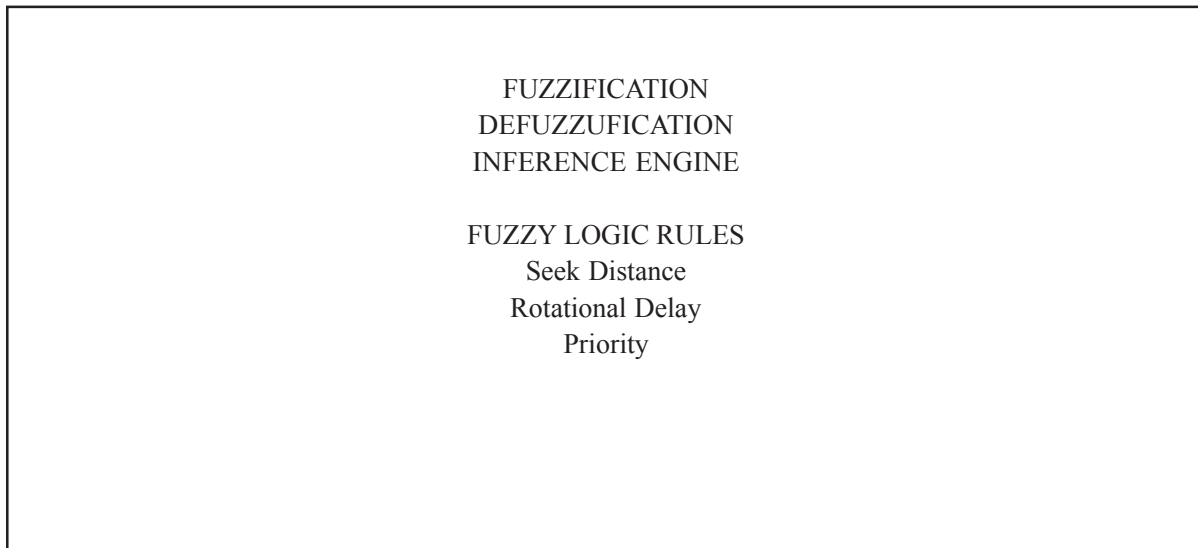 FUZZIFICATION
DEFUZZUFICATION
INFERENCE ENGINE
FUZZY LOGIC RULES
Seek Distance
Rotational Delay
Priority